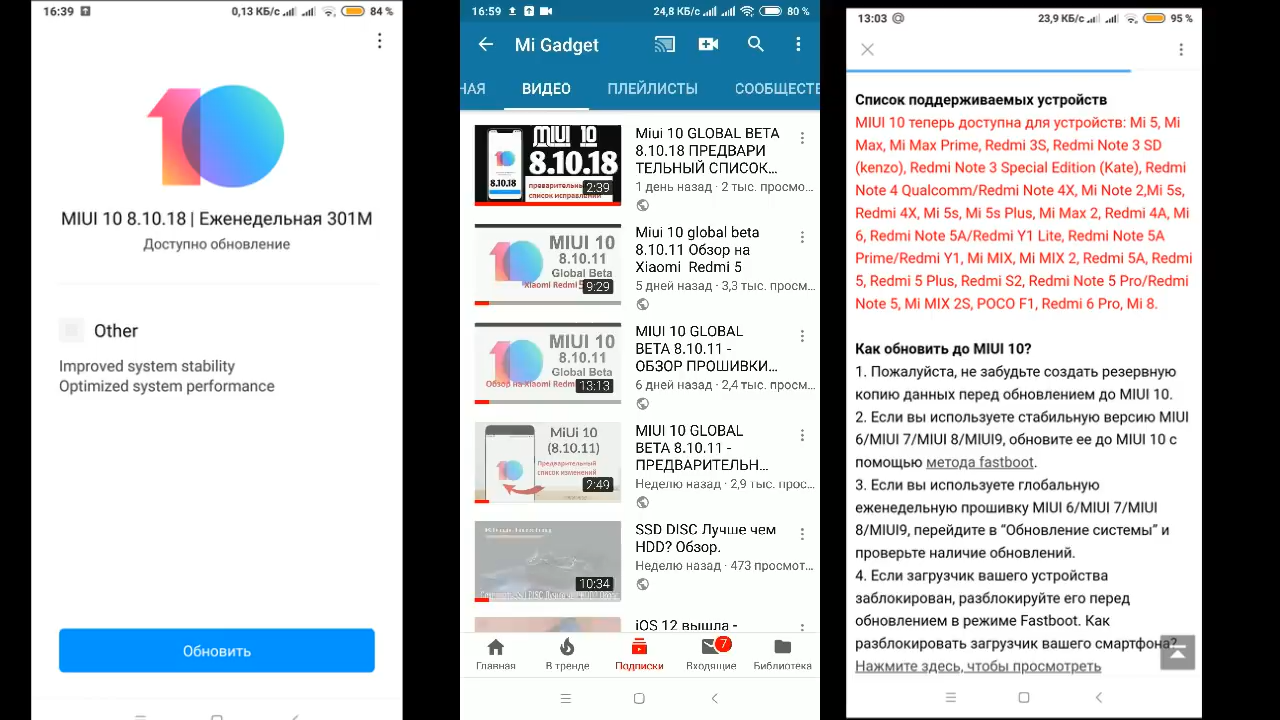 16:39
0,13 КБ/с
84 %
MIUI 10 8.10.18 | Еженедельная 301M
Доступно обновление
Other
Improved system stability
Optimized system performance
Обновить
16:59
24,8 КБ/с
80 %
Mi Gadget
НАЯ
ВИДЕО
ПЛЕЙЛИСТЫ
СООБЩЕСТЕ
MIUI 10
8.10.18
8.10.18
предварительный
список исправлений
2:39
Miui 10 GLOBAL BETA
8.10.18 ПРЕДВАРИ
ТЕЛЬНЫЙ СПИСОК...
1 день назад · 2 тыс. просмо...
MIUI 10
8.10.11
Global Beta
Xiaomi Redmi 5
9:29
Miui 10 global beta
8.10.11 Обзор на
Xiaomi Redmi 5
5 дней назад · 3,3 тыс. просм...
MIUI 10
8.10.11
Global Beta
Обзор на Xiaomi Redmi
13:13
MIUI 10 GLOBAL
BETA 8.10.11 -
ОБЗОР ПРОШИВКИ...
6 дней назад · 2,4 тыс. просм...
MiUi 10
(8.10.11)
Предварительный
список изменений
2:49
MIUI 10 GLOBAL
BETA 8.10.11 -
ПРЕДВАРИТЕЛЬН...
Неделю назад · 2,9 тыс. прос...
10:34
SSD DISC Лучше чем
HDD? Обзор.
Неделю назад · 473 просмот...
iOS 12 вышла -
7
Главная
В тренде
Подписки
Входящие
Библиотека
13:03 @
23,9 КБ/с
95 %
Список поддерживаемых устройств
MIUI 10 теперь доступна для устройств: Mi 5, Mi
Max, Mi Max Prime, Redmi 3S, Redmi Note 3 SD
(kenzo), Redmi Note 3 Special Edition (Kate), Redmi
Note 4 Qualcomm/Redmi Note 4X, Mi Note 2,Mi 5s,
Redmi 4X, Mi 5s, Mi 5s Plus, Mi Max 2, Redmi 4A, Mi
6, Redmi Note 5A/Redmi Y1 Lite, Redmi Note 5A
Prime/Redmi Y1, Mi MIX, Mi MIX 2, Redmi 5A, Redmi
5, Redmi 5 Plus, Redmi S2, Redmi Note 5 Pro/Redmi
Note 5, Mi MIX 2S, POCO F1, Redmi 6 Pro, Mi 8.
Как обновить до MIUI 10?
1. Пожалуйста, не забудьте создать резервную
копию данных перед обновлением до MIUI 10.
2. Если вы используете стабильную версию MIUI
6/MIUI 7/MIUI 8/MIUI9, обновите ее до MIUI 10 с
помощью метода fastboot.
3. Если вы используете глобальную
еженедельную прошивку MIUI 6/MIUI 7/MIUI
8/MIUI9, перейдите в “Обновление системы” и
проверьте наличие обновлений.
4. Если загрузчик вашего устройства
заблокирован, разблокируйте его перед
обновлением в режиме Fastboot. Как
разблокировать загрузчик вашего смартфона?
Нажмите здесь, чтобы просмотреть